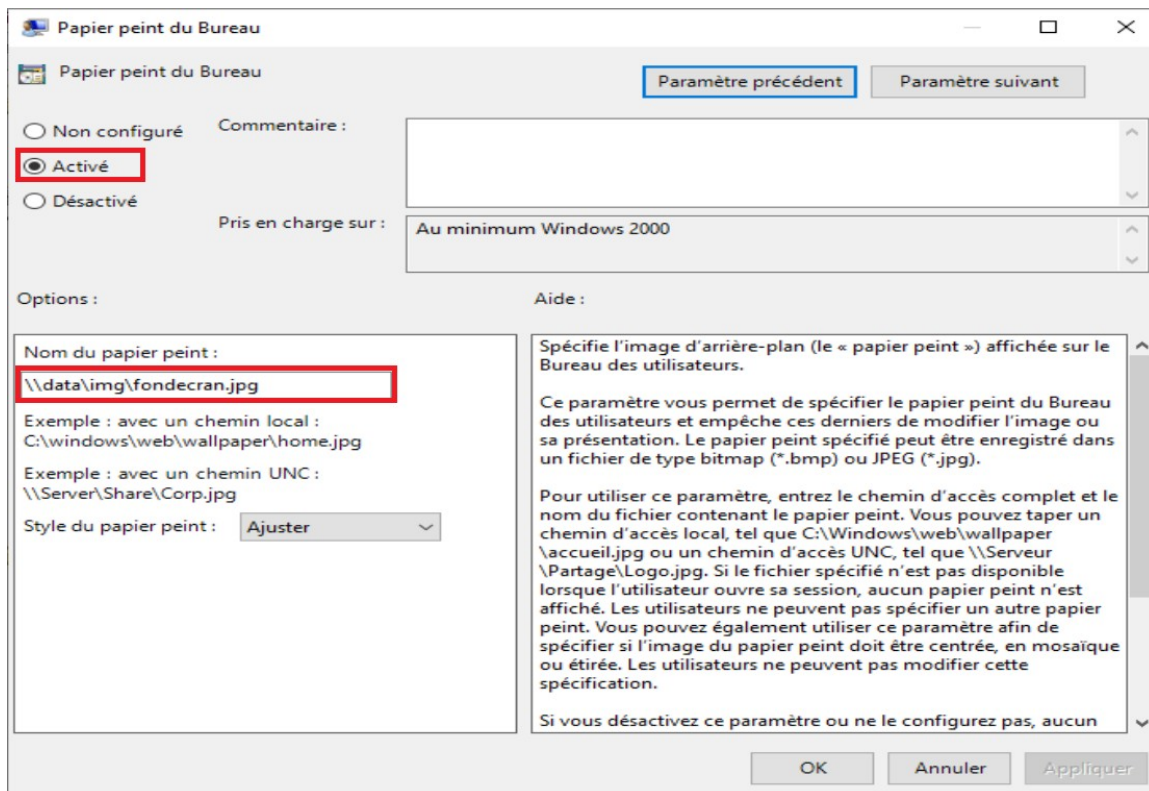 Papier peint du Bureau
Papier peint du Bureau
Paramètre précédent
Paramètre suivant
Non configuré
Activé
Désactivé
Commentaire :
Pris en charge sur :
Au minimum Windows 2000
Options :
Aide :
Nom du papier peint :
\\data\img\fondecran.jpg
Exemple : avec un chemin local :
C:\windows\web\wallpaper\home.jpg
Exemple : avec un chemin UNC :
\\Server\Share\Corp.jpg
Style du papier peint :
Ajuster
Spécifie l'image d'arrière-plan (le « papier peint ») affichée sur le
Bureau des utilisateurs.
Ce paramètre vous permet de spécifier le papier peint du Bureau
des utilisateurs et empêche ces derniers de modifier l'image ou
sa présentation. Le papier peint spécifié peut être enregistré dans
un fichier de type bitmap (*.bmp) ou JPEG (*.jpg).
Pour utiliser ce paramètre, entrez le chemin d'accès complet et le
nom du fichier contenant le papier peint. Vous pouvez taper un
chemin d'accès local, tel que C:\Windows\web\wallpaper
\accueil.jpg ou un chemin d'accès UNC, tel que \\Serveur
\Partage\Logo.jpg. Si le fichier spécifié n'est pas disponible
lorsque l'utilisateur ouvre sa session, aucun papier peint n'est
affiché. Les utilisateurs ne peuvent pas spécifier un autre papier
peint. Vous pouvez également utiliser ce paramètre afin de
spécifier si l'image du papier peint doit être centrée, en mosaïque
ou étirée. Les utilisateurs ne peuvent pas modifier cette
spécification.
Si vous désactivez ce paramètre ou ne le configurez pas, aucun
OK
Annuler
Appliquer